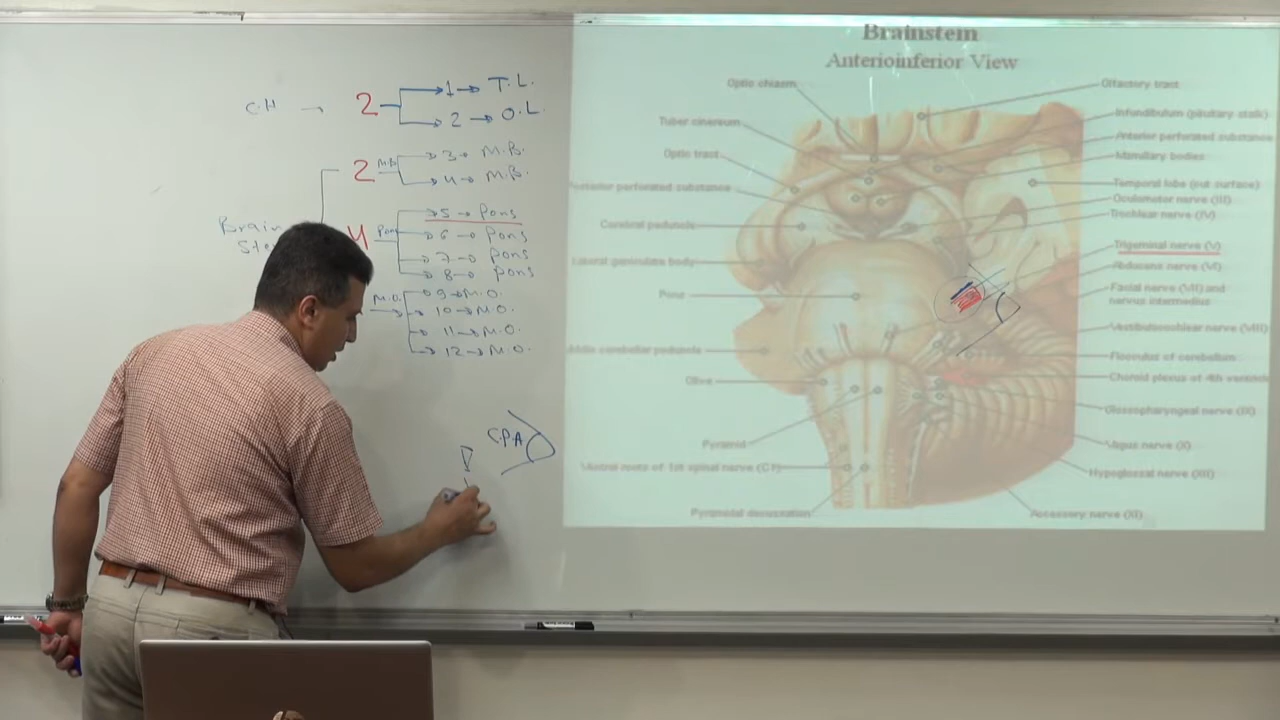 C.H → 2 → 1 → T.L.
2 → O.L.
2 M.B. 3 → M.B.
4 → M.B.
Brain
4 Pons 5 → Pons
6 → Pons
7 → Pons
8 → Pons
M.O. 9 → M.O.
10 → M.O.
11 → M.O.
12 → M.O.
C.P.A
Brainstem
Anterioinferior View
Optic chiasm
Tuber cinereum
Optic tract
perforated substance
Cerebral peduncle
Lateral geniculate body
Pons
cerebellar peduncle
Olive
Pyramid
Ventral roots of 1st spinal nerve (C1)
Pyramidal decussation
Olfactory tract
Infundibulum (pituitary stalk)
Anterior perforated substance
Mamillary bodies
Temporal lobe (cut surface)
Oculomotor nerve (III)
Trochlear nerve (IV)
Trigeminal nerve (V)
Abducens nerve (VI)
Facial nerve (VII) and
nervus intermedius
Vestibulocochlear nerve (VIII)
Flocculus of cerebellum
Choroid plexus of 4th ventricle
Glossopharyngeal nerve (IX)
Vagus nerve (X)
Hypoglossal nerve (XII)
Accessory nerve (XI)